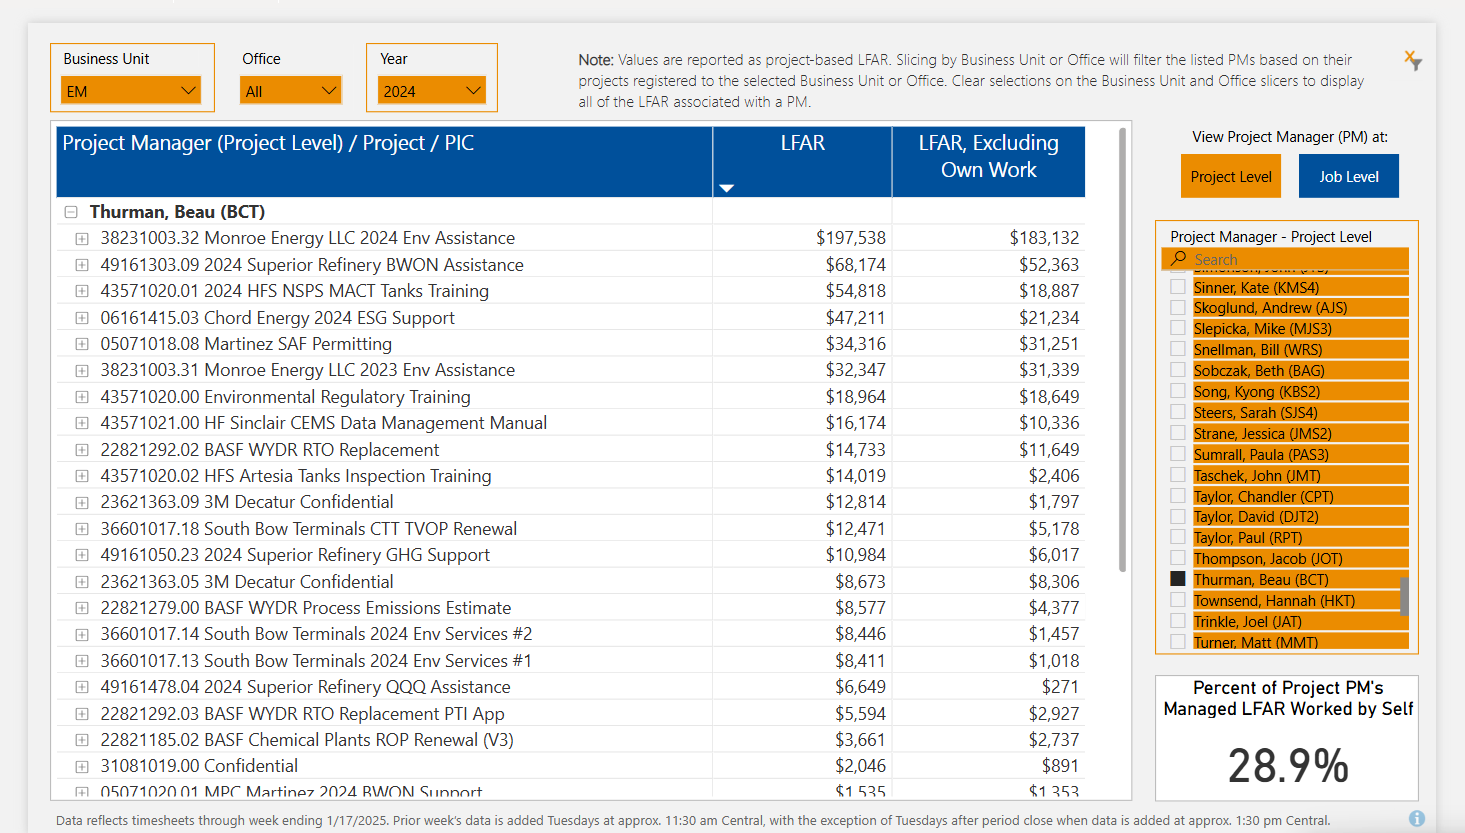 Business Unit
EM
Office
All
Year
2024
Note: Values are reported as project-based LFAR. Slicing by Business Unit or Office will filter the listed PMs based on their
projects registered to the selected Business Unit or Office. Clear selections on the Business Unit and Office slicers to display
all of the LFAR associated with a PM.
Project Manager (Project Level) / Project / PIC LFAR LFAR, Excluding
Own Work
Thurman, Beau (BCT)
38231003.32 Monroe Energy LLC 2024 Env Assistance $197,538 $183,132
49161303.09 2024 Superior Refinery BWON Assistance $68,174 $52,363
43571020.01 2024 HFS NSPS MACT Tanks Training $54,818 $18,887
06161415.03 Chord Energy 2024 ESG Support $47,211 $21,234
05071018.08 Martinez SAF Permitting $34,316 $31,251
38231003.31 Monroe Energy LLC 2023 Env Assistance $32,347 $31,339
43571020.00 Environmental Regulatory Training $18,964 $18,649
43571021.00 HF Sinclair CEMS Data Management Manual $16,174 $10,336
22821292.02 BASF WYDR RTO Replacement $14,733 $11,649
43571020.02 HFS Artesia Tanks Inspection Training $14,019 $2,406
23621363.09 3M Decatur Confidential $12,814 $1,797
36601017.18 South Bow Terminals CTT TVOP Renewal $12,471 $5,178
49161050.23 2024 Superior Refinery GHG Support $10,984 $6,017
23621363.05 3M Decatur Confidential $8,673 $8,306
22821279.00 BASF WYDR Process Emissions Estimate $8,577 $4,377
36601017.14 South Bow Terminals 2024 Env Services #2 $8,446 $1,457
36601017.13 South Bow Terminals 2024 Env Services #1 $8,411 $1,018
49161478.04 2024 Superior Refinery QQQ Assistance $6,649 $271
22821292.03 BASF WYDR RTO Replacement PTI App $5,594 $2,927
22821185.02 BASF Chemical Plants ROP Renewal (V3) $3,661 $2,737
31081019.00 Confidential $2,046 $891
05071020.01 MPC Martinez 2024 BWON Support $1,535 $1,353
View Project Manager (PM) at:
Project Level
Job Level
Project Manager - Project Level
Search
Sinner, Kate (KMS4)
Skoglund, Andrew (AJS)
Slepicka, Mike (MJS3)
Snellman, Bill (WRS)
Sobczak, Beth (BAG)
Song, Kyong (KBS2)
Steers, Sarah (SJS4)
Strane, Jessica (JMS2)
Sumrall, Paula (PAS3)
Taschek, John (JMT)
Taylor, Chandler (CPT)
Taylor, David (DJT2)
Taylor, Paul (RPT)
Thompson, Jacob (JOT)
Thurman, Beau (BCT)
Townsend, Hannah (HKT)
Trinkle, Joel (JAT)
Turner, Matt (MMT)
Percent of Project PM's
Managed LFAR Worked by Self
28.9%
Data reflects timesheets through week ending 1/17/2025. Prior week's data is added Tuesdays at approx. 11:30 am Central, with the exception of Tuesdays after period close when data is added at approx. 1:30 pm Central.